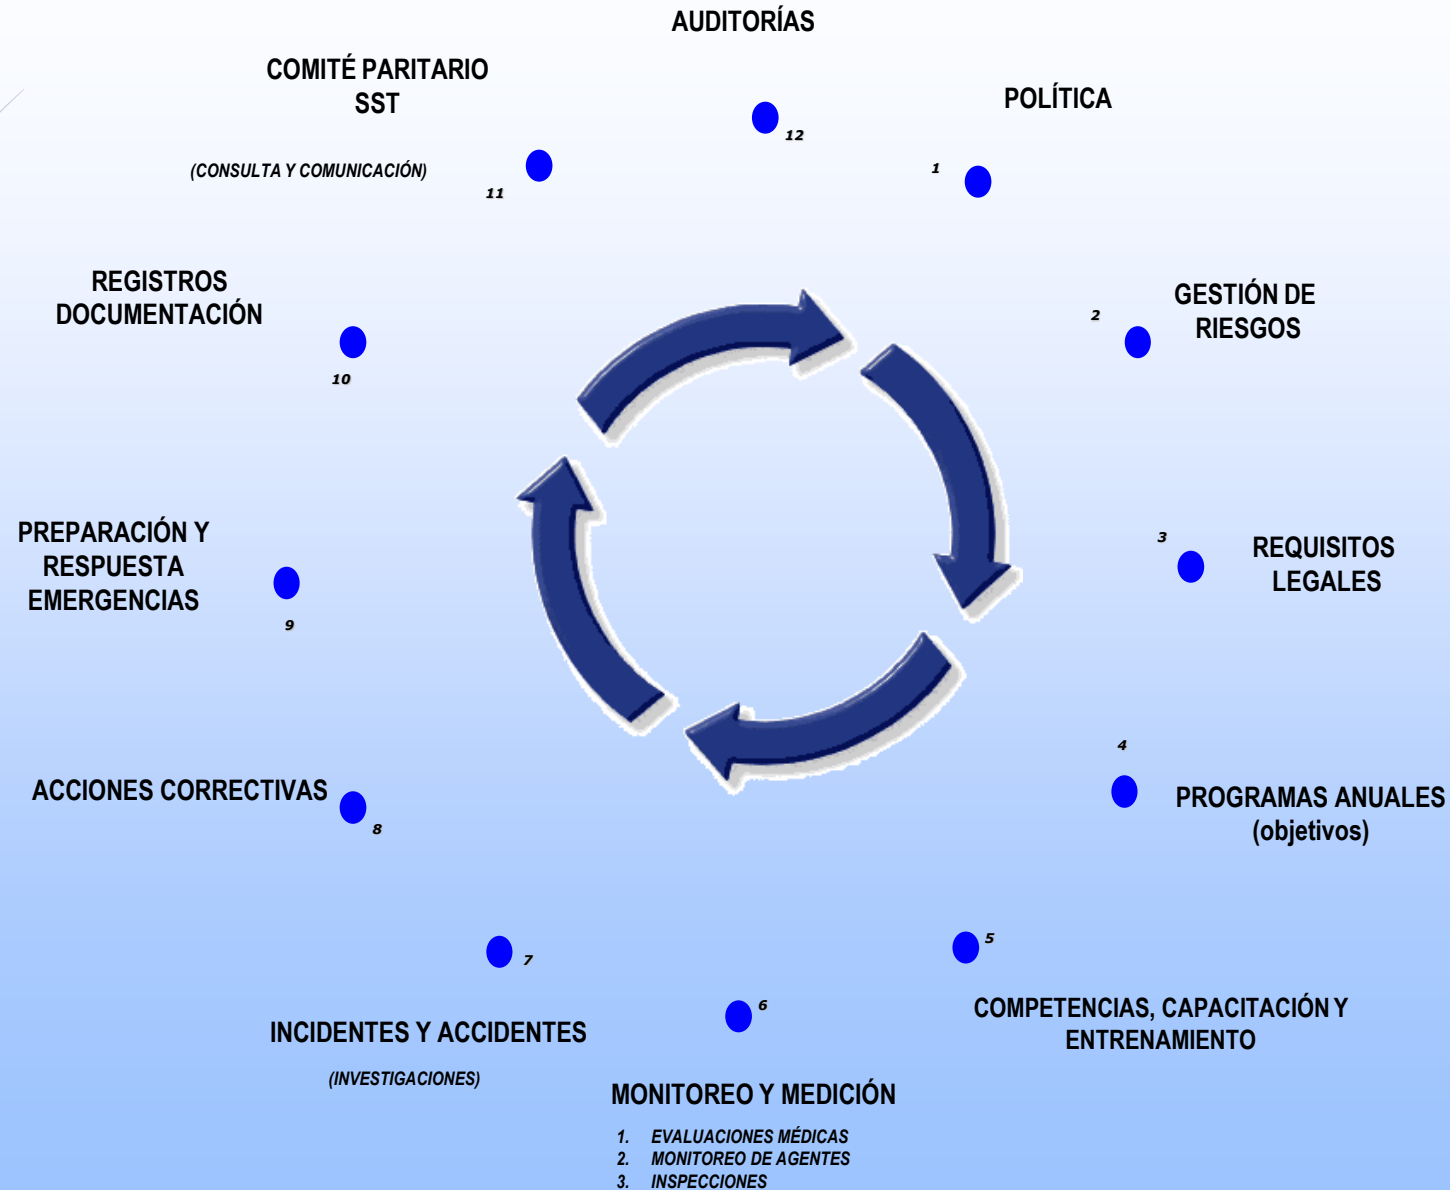 AUDITORÍAS
12
POLÍTICA
1
GESTIÓN DE
RIESGOS
2
REQUISITOS
LEGALES
3
PROGRAMAS ANUALES
(objetivos)
4
COMPETENCIAS, CAPACITACIÓN Y
ENTRENAMIENTO
5
MONITOREO Y MEDICIÓN
1. EVALUACIONES MÉDICAS
2. MONITOREO DE AGENTES
3. INSPECCIONES
6
INCIDENTES Y ACCIDENTES
(INVESTIGACIONES)
7
ACCIONES CORRECTIVAS
8
PREPARACIÓN Y
RESPUESTA
EMERGENCIAS
9
REGISTROS
DOCUMENTACIÓN
10
COMITÉ PARITARIO
SST
(CONSULTA Y COMUNICACIÓN)
11